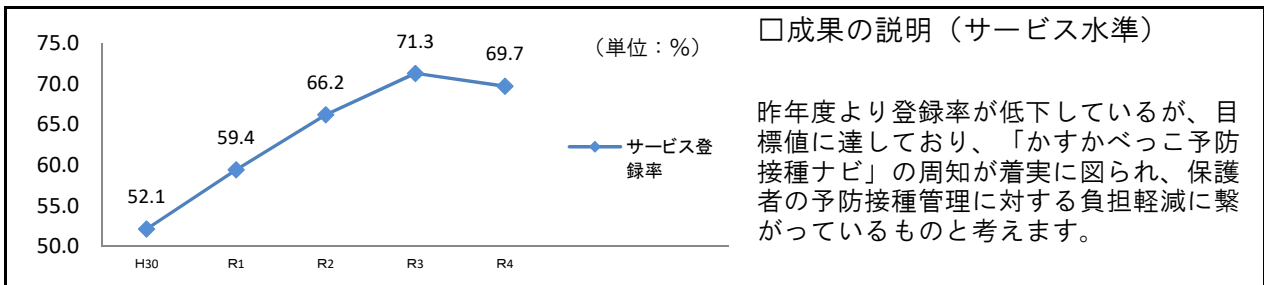 75.0
70.0
65.0
60.0
55.0
50.0
52.1
59.4
66.2
71.3
69.7
H30
R1
R2
R3
R4
（単位：％）
サービス登
録率
□成果の説明（サービス水準）
昨年度より登録率が低下しているが、目
標値に達しており、「かすかべっこ予防
接種ナビ」の周知が着実に図られ、保護
者の予防接種管理に対する負担軽減に繋
がっているものと考えます。